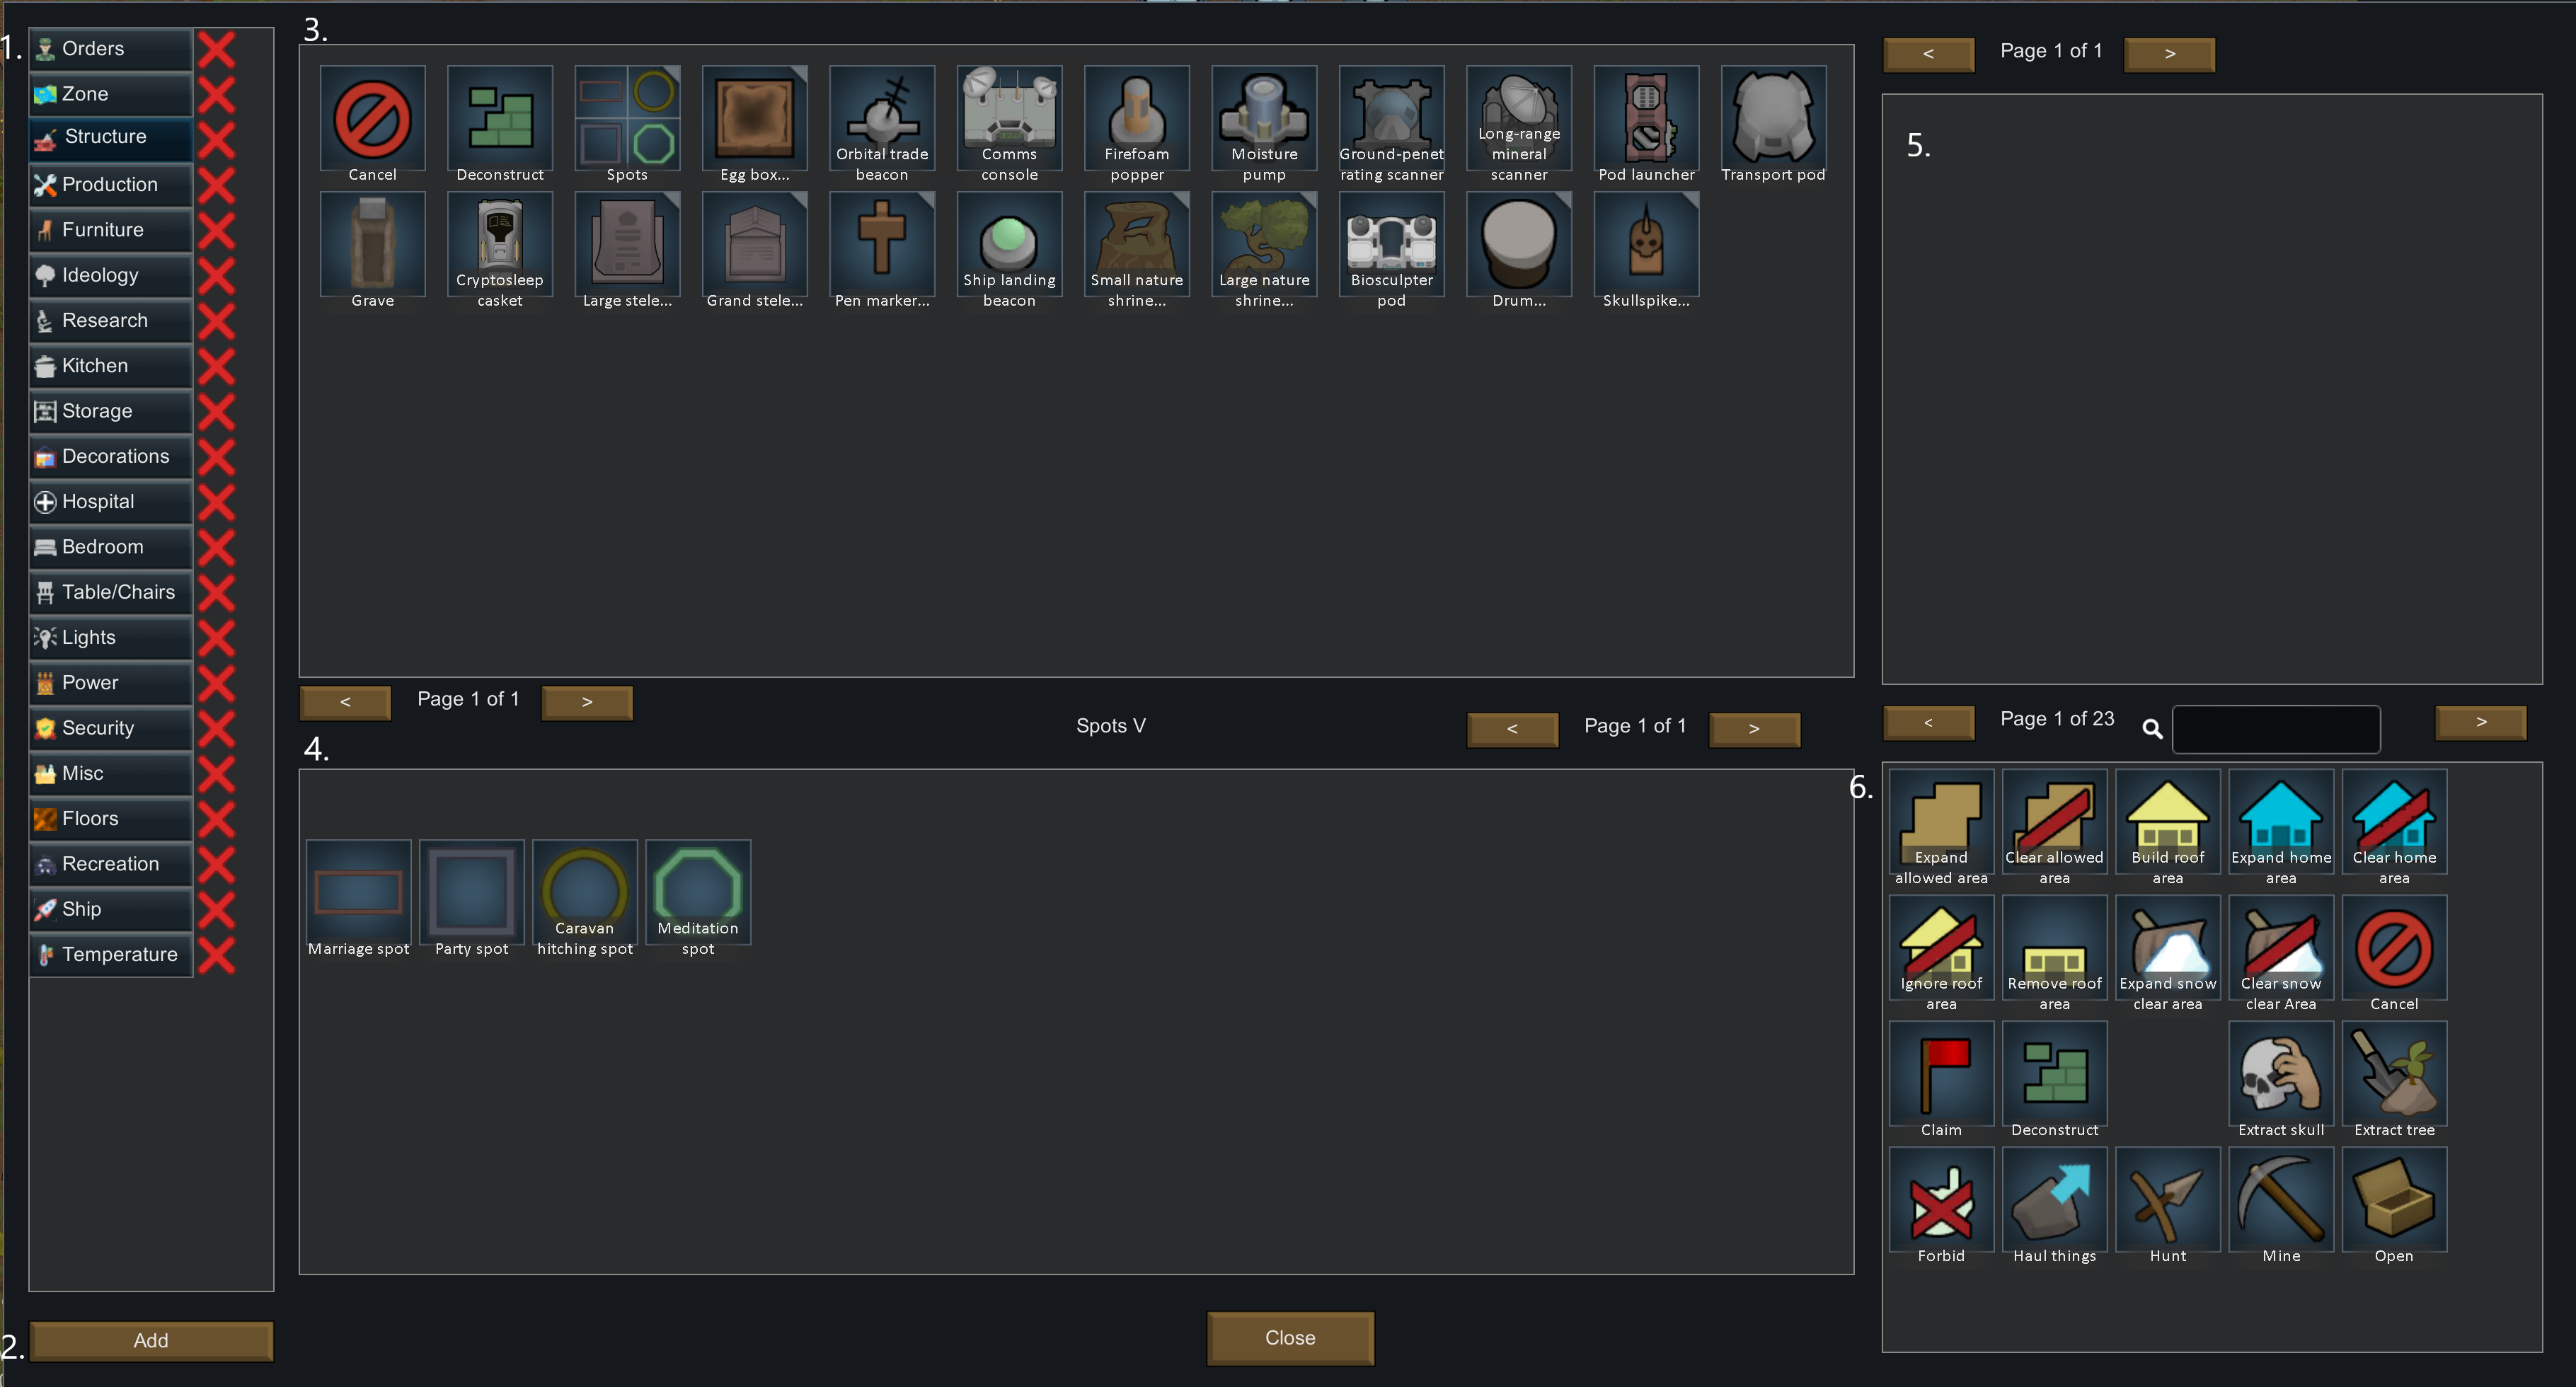 1.
Orders
Zone
Structure
Production
Furniture
Ideology
Research
Kitchen
Storage
Decorations
Hospital
Bedroom
Table/Chairs
Lights
Power
Security
Misc
Floors
Recreation
Ship
Temperature
2.
Add
3.
Cancel
Deconstruct
Spots
Egg box...
Orbital trade
beacon
Comms
console
Firefoam
popper
Moisture
pump
Ground-penet
rating scanner
Long-range
mineral
scanner
Pod launcher
Transport pod
Grave
Cryptosleep
casket
Large stele...
Grand stele...
Pen marker...
Ship landing
beacon
Small nature
shrine...
Large nature
shrine...
Biosculpter
pod
Drum...
Skullspike...
<
Page 1 of 1
>
4.
Spots V
<
Page 1 of 1
>
Marriage spot
Party spot
Caravan
hitching spot
Meditation
spot
Close
<
Page 1 of 1
>
5.
<
Page 1 of 23
>
6.
Expand
allowed area
Clear allowed
area
Build roof
area
Expand home
area
Clear home
area
Ignore roof
area
Remove roof
area
Expand snow
clear area
Clear snow
clear Area
Cancel
Claim
Deconstruct
Extract skull
Extract tree
Forbid
Haul things
Hunt
Mine
Open